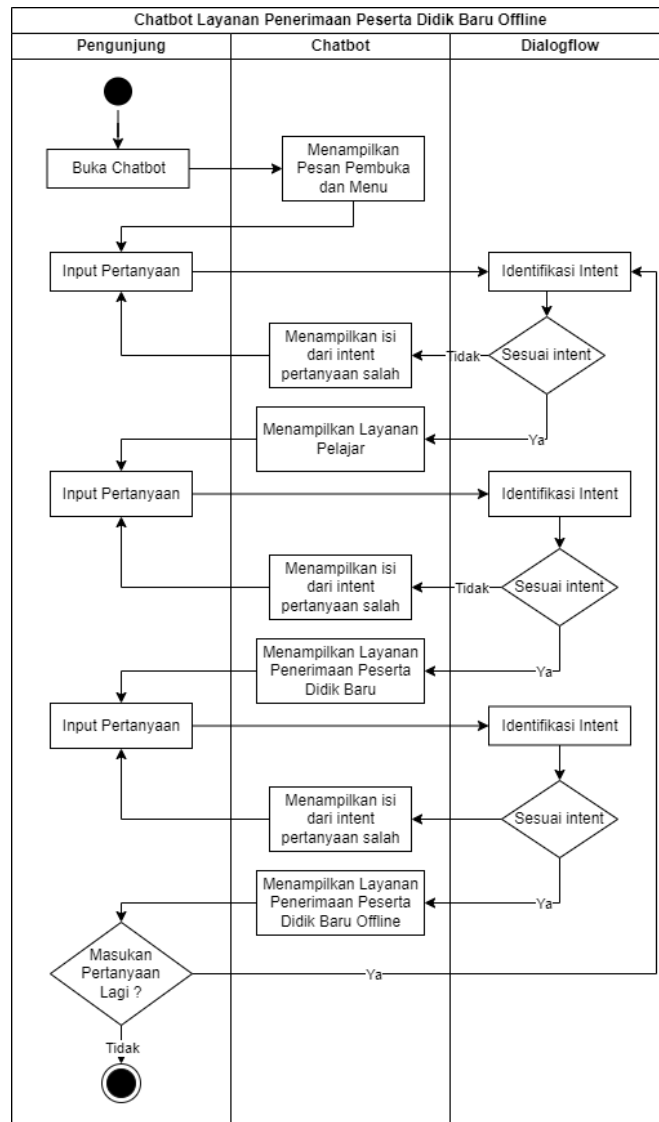 Chatbot Layanan Penerimaan Peserta Didik Baru Offline
Pengunjung
Chatbot
Dialogflow
Buka Chatbot
Menampilkan
Pesan Pembuka
dan Menu
Input Pertanyaan
Identifikasi Intent
Menampilkan isi
dari intent
pertanyaan salah
Tidak
Sesuai intent
Menampilkan Layanan
Pelajar
Ya
Input Pertanyaan
Identifikasi Intent
Menampilkan isi
dari intent
pertanyaan salah
Tidak
Sesuai intent
Menampilkan Layanan
Penerimaan Peserta
Didik Baru
Ya
Input Pertanyaan
Identifikasi Intent
Menampilkan isi
dari intent
pertanyaan salah
Sesuai intent
Menampilkan Layanan
Penerimaan Peserta
Didik Baru Offline
Ya
Masukan
Pertanyaan
Lagi ?
Ya
Tidak